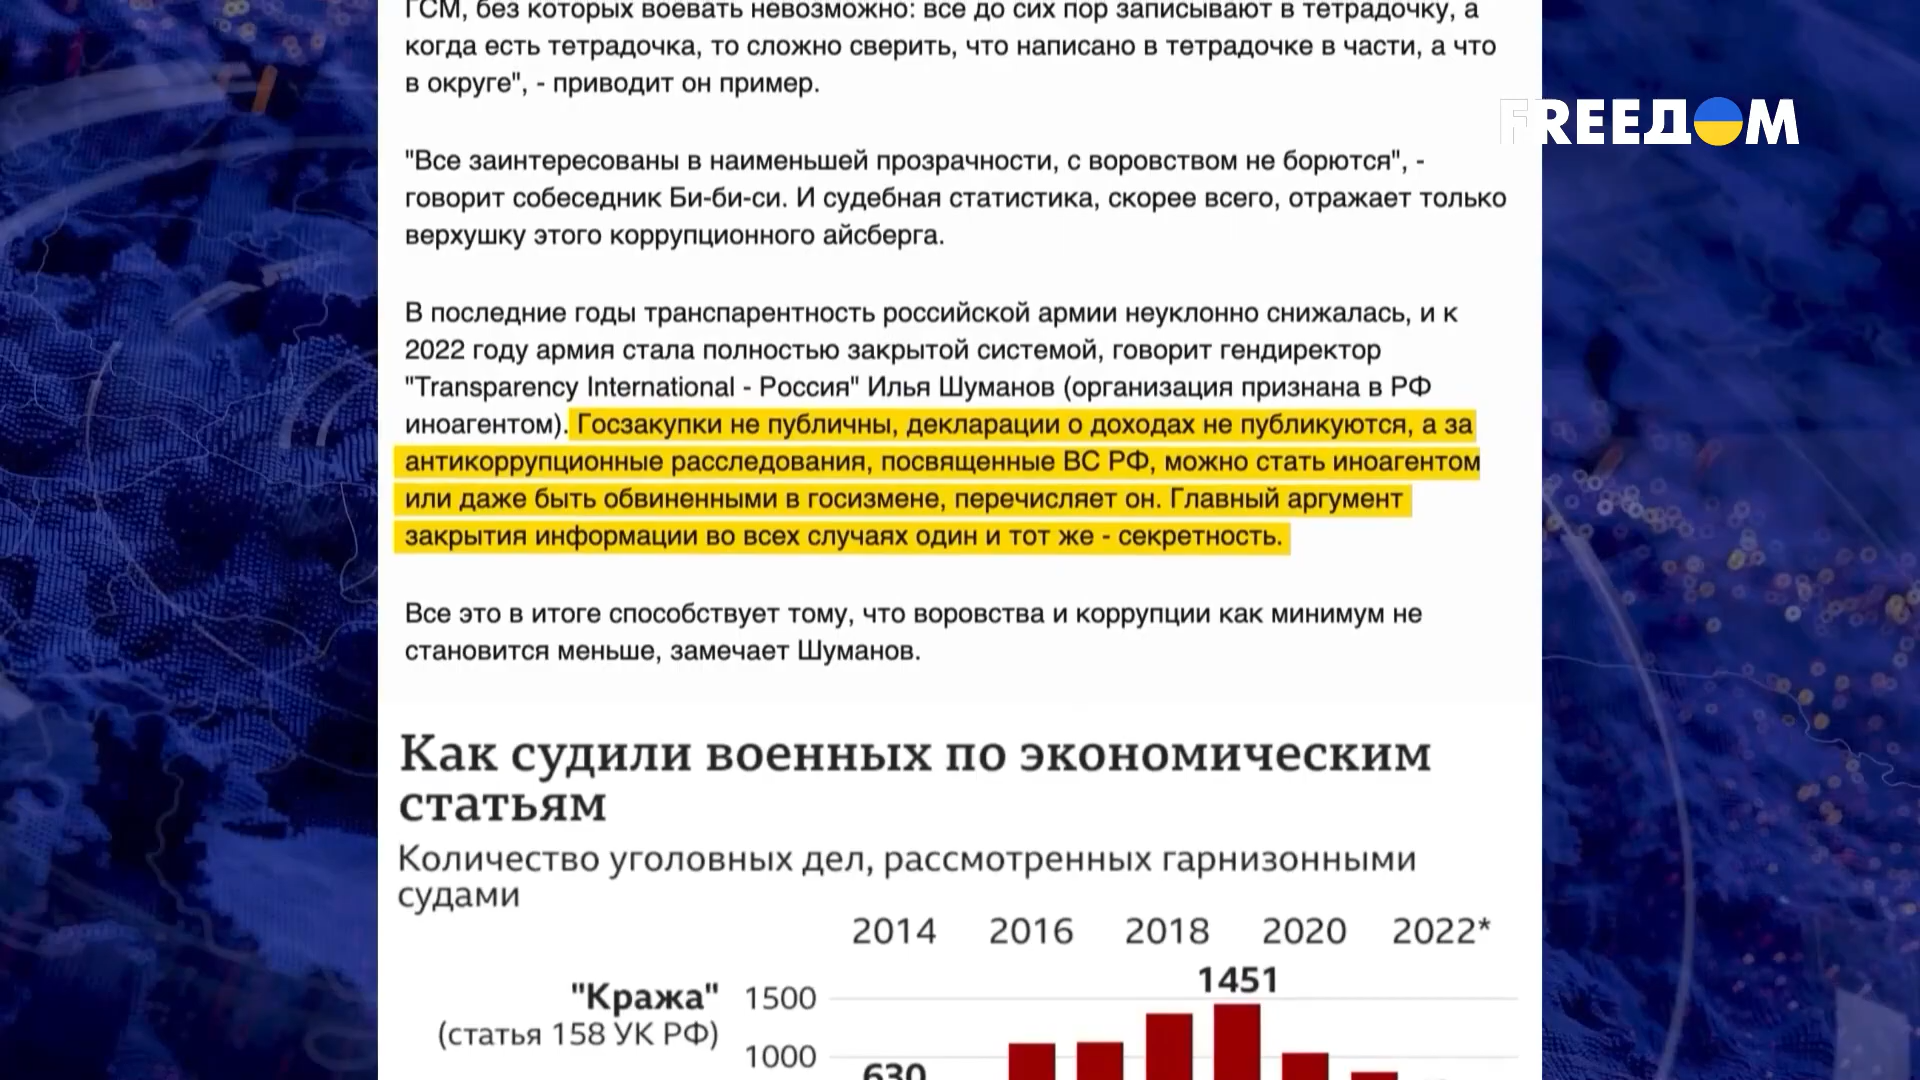 ГСМ, без которых воевать невозможно: все до сих пор записывают в тетрадочку, а
когда есть тетрадочка, то сложно сверить, что написано в тетрадочке в части, а что
в округе", - приводит он пример.
FREEДOM
"Все заинтересованы в наименьшей прозрачности, с воровством не борются", -
говорит собеседник Би-би-си. И судебная статистика, скорее всего, отражает только
верхушку этого коррупционного айсберга.
В последние годы транспарентность российской армии неуклонно снижалась, и к
2022 году армия стала полностью закрытой системой, говорит гендиректор
"Transparency International - Россия" Илья Шуманов (организация признана в РФ
иноагентом). Госзакупки не публичны, декларации о доходах не публикуются, а за
антикоррупционные расследования, посвященные ВС РФ, можно стать иноагентом
или даже быть обвиненными в госизмене, перечисляет он. Главный аргумент
закрытия информации во всех случаях один и тот же - секретность.
Все это в итоге способствует тому, что воровства и коррупции как минимум не
становится меньше, замечает Шуманов.
Как судили военных по экономическим
статьям
Количество уголовных дел, рассмотренных гарнизонными
судами
2014 2016 2018 2020 2022*
1451
"Кража" 1500
(статья 158 УК РФ)
1000
630